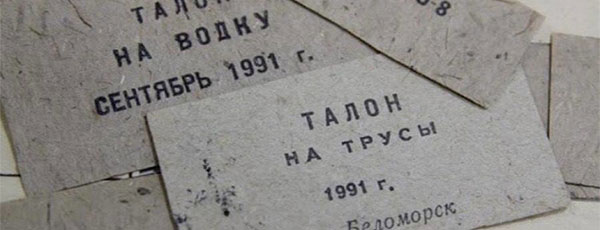 ТАЛОН
НА ВОДКУ
СЕНТЯБРЬ 1991 г.
ТАЛОН
НА ТРУСЫ
1991 г.
Беломорск